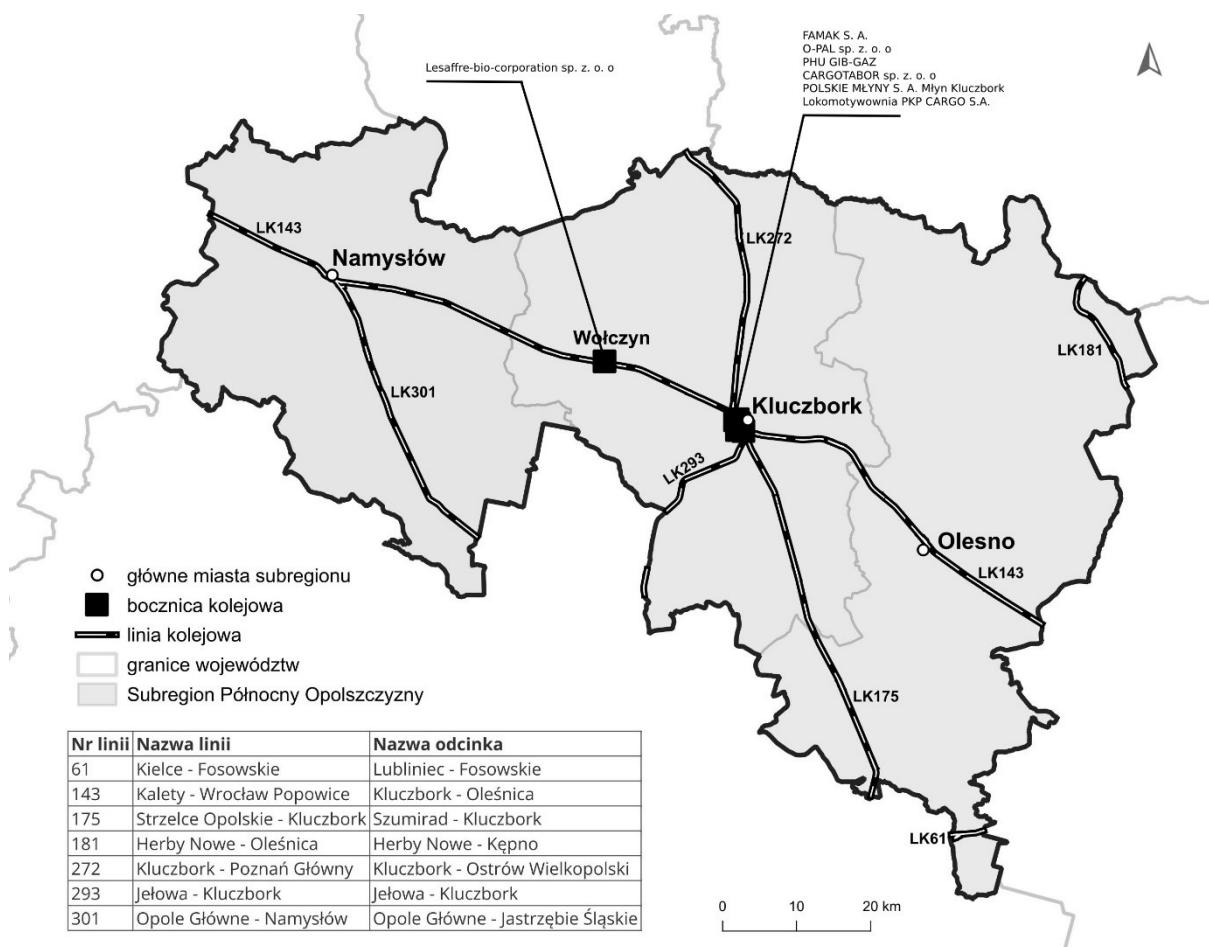 FAMAK S. A.
O-PAL sp. z. o. o
PHU GIB-GAZ
CARGOTABOR sp. z. o. o
POLSKIE MŁYNY S. A. Młyn Kluczbork
Lokomotywownia PKP CARGO S.A.
Lesaffre-bio-corporation sp. z. o. o
LK143
Namysłów
LK272
Wołczyn
LK181
LK301
Kluczbork
LK293
Olesno
LK143
LK175
LK61
główne miasta subregionu
bocznica kolejowa
linia kolejowa
granice województw
Subregion Północny Opolszczyzny
Nr linii Nazwa linii Nazwa odcinka
61 Kielce - Fosowskie Lubliniec - Fosowskie
143 Kalety - Wrocław Popowice Kluczbork - Oleśnica
175 Strzelce Opolskie - Kluczbork Szumirad - Kluczbork
181 Herby Nowe - Oleśnica Herby Nowe - Kępno
272 Kluczbork - Poznań Główny Kluczbork - Ostrów Wielkopolski
293 Jełowa - Kluczbork Jełowa - Kluczbork
301 Opole Główne - Namysłów Opole Główne - Jastrzębie Śląskie
0 10 20 km